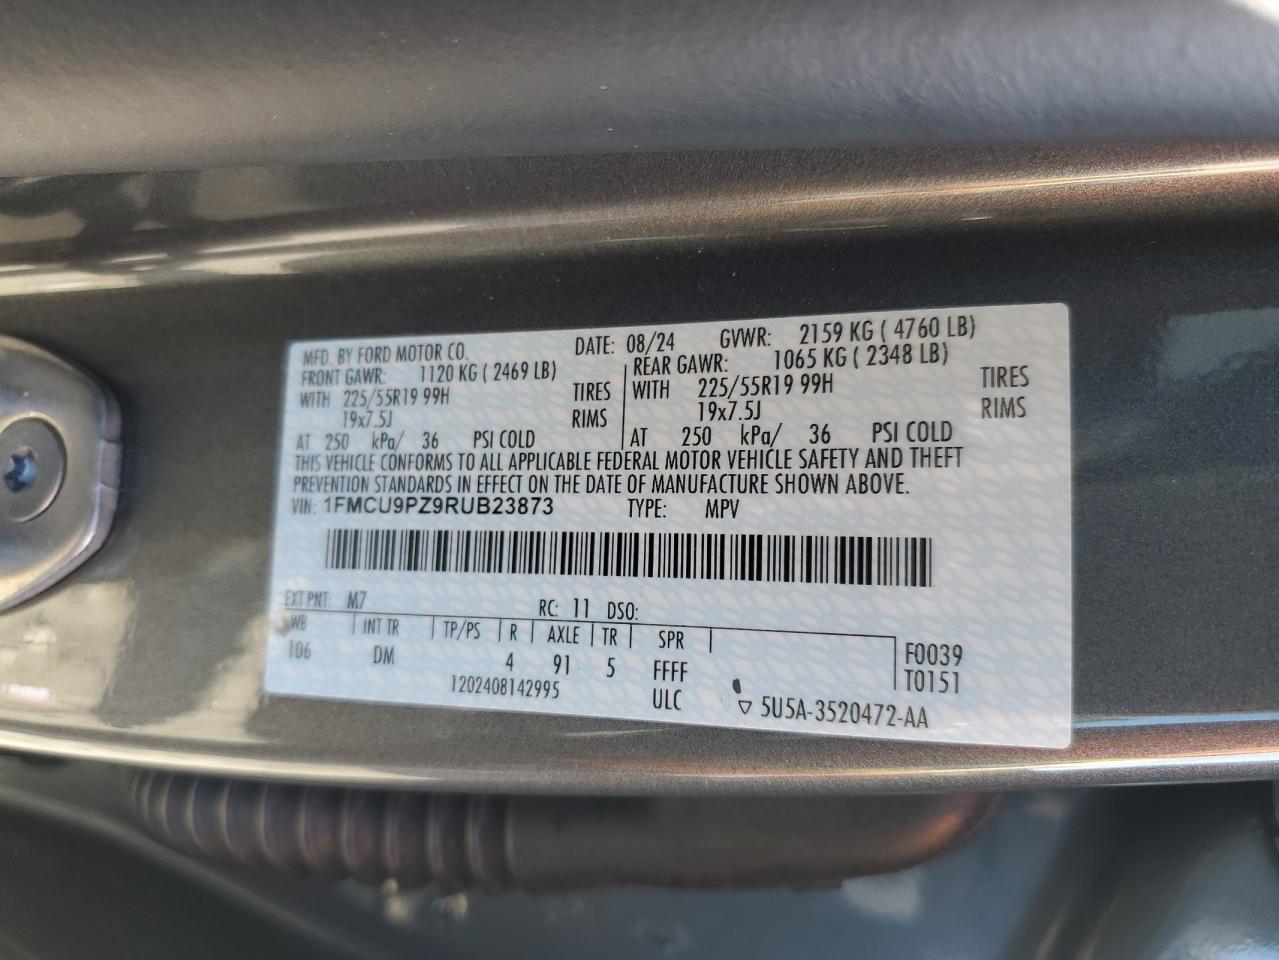 MFD. BY FORD MOTOR CO. DATE: 08/24 GVWR: 2159 KG ( 4760 LB)
FRONT GAWR: 1120 KG ( 2469 LB) REAR GAWR: 1065 KG ( 2348 LB)
WITH 225/55R19 99H TIRES WITH 225/55R19 99H TIRES
19x7.5J RIMS 19x7.5J RIMS
AT 250 kPa/ 36 PSI COLD AT 250 kPa/ 36 PSI COLD
THIS VEHICLE CONFORMS TO ALL APPLICABLE FEDERAL MOTOR VEHICLE SAFETY AND THEFT
PREVENTION STANDARDS IN EFFECT ON THE DATE OF MANUFACTURE SHOWN ABOVE.
VIN: 1FMCU9PZ9RUB23873 TYPE: MPV
EXT PNT: M7 RC: 11 DSO:
WB INT TR TP/PS R AXLE TR SPR F0039
106 DM 4 91 5 FFFF T0151
1202408142995 ULC 5U5A-3520472-AA